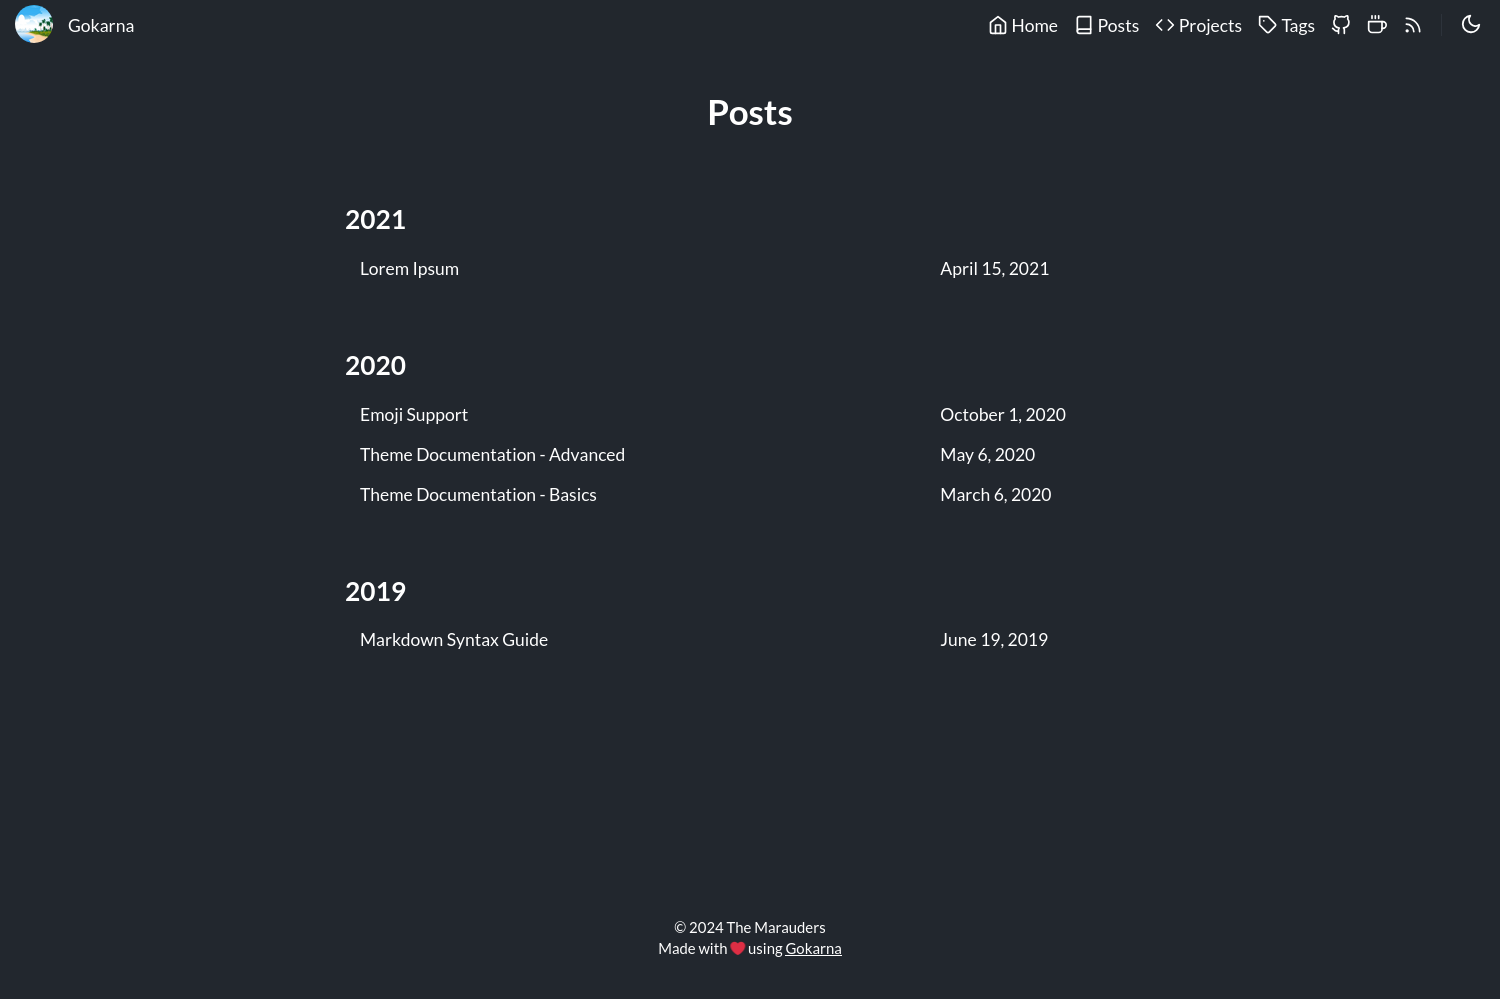 Gokarna
Home Posts Projects Tags
Posts
2021
Lorem Ipsum April 15, 2021
2020
Emoji Support October 1, 2020
Theme Documentation - Advanced May 6, 2020
Theme Documentation - Basics March 6, 2020
2019
Markdown Syntax Guide June 19, 2019
© 2024 The Marauders
Made with ❤️ using Gokarna